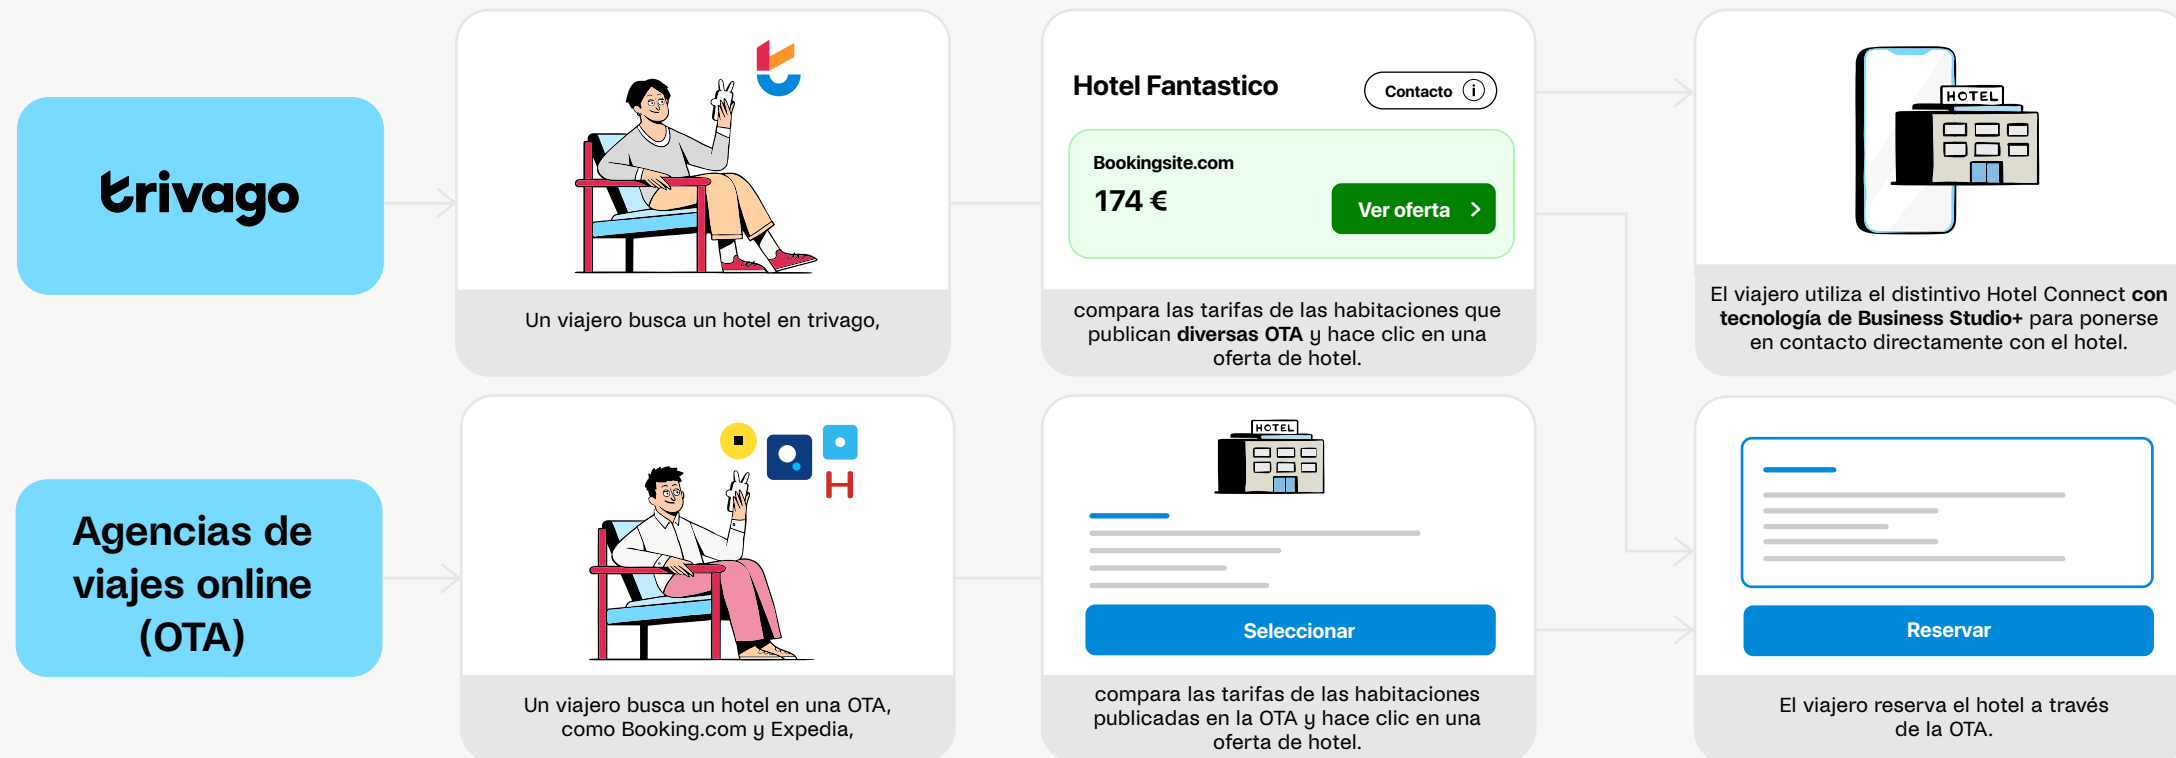 trivago
Un viajero busca un hotel en trivago,
Hotel Fantastico
Contacto i
Bookingsite.com
174 €
Ver oferta
compara las tarifas de las habitaciones que
publican diversas OTA y hace clic en una
oferta de hotel.
HOTEL
El viajero utiliza el distintivo Hotel Connect con
tecnología de Business Studio+ para ponerse
en contacto directamente con el hotel.
Agencias de
viajes online
(OTA)
H
Un viajero busca un hotel en una OTA,
como Booking.com y Expedia,
HOTEL
Seleccionar
compara las tarifas de las habitaciones
publicadas en la OTA y hace clic en una
oferta de hotel.
Reservar
El viajero reserva el hotel a través
de la OTA.